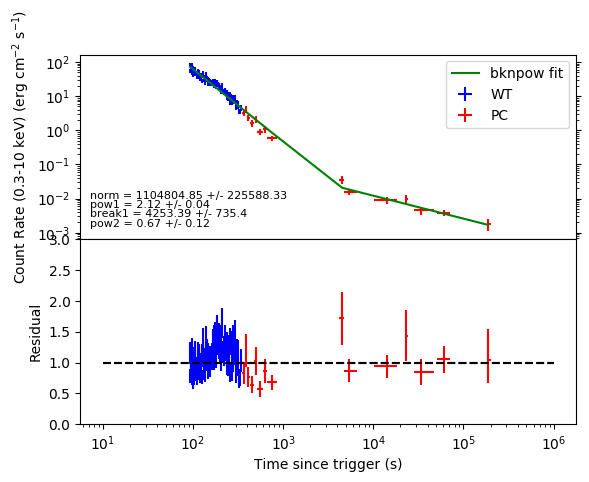 Count Rate (0.3-10 keV) (erg cm⁻² s⁻¹)
10²
10¹
10⁰
10⁻¹
10⁻²
10⁻³
bknpow fit
WT
PC
norm = 1104804.85 +/- 225588.33
pow1 = 2.12 +/- 0.04
break1 = 4253.39 +/- 735.4
pow2 = 0.67 +/- 0.12
Residual
3.0
2.5
2.0
1.5
1.0
0.5
0.0
10¹ 10² 10³ 10⁴ 10⁵ 10⁶
Time since trigger (s)